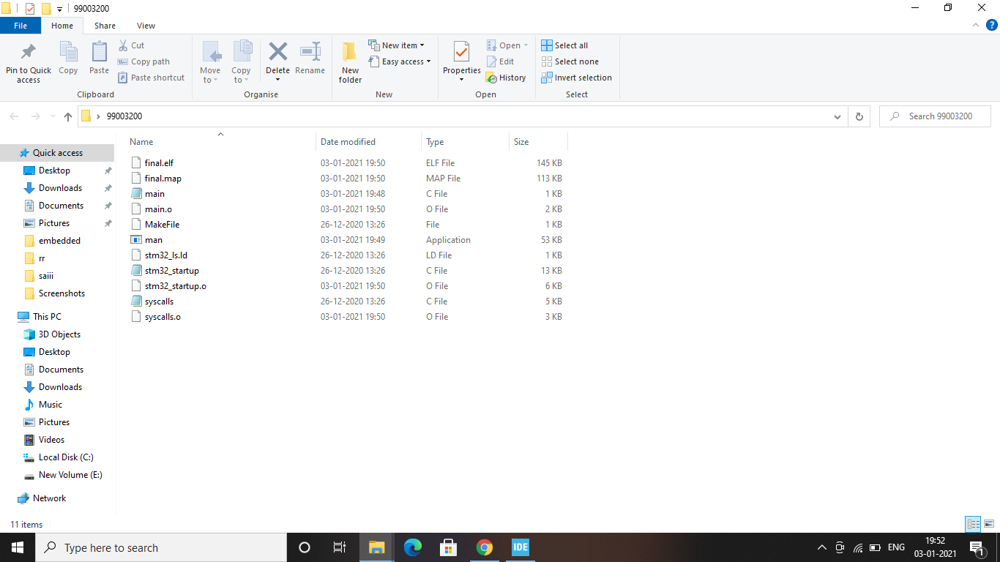 99003200
File Home Share View
Pin to Quick access
Copy
Paste
Cut
Copy path
Paste shortcut
Clipboard
Move to
Copy to
Delete
Rename
Organise
New folder
New item
Easy access
New
Properties
Open
Edit
History
Open
Select all
Select none
Invert selection
Select
99003200
Search 99003200
Name Date modified Type Size
final.elf 03-01-2021 19:50 ELF File 145 KB
final.map 03-01-2021 19:50 MAP File 113 KB
main 03-01-2021 19:48 C File 1 KB
main.o 03-01-2021 19:50 O File 2 KB
MakeFile 26-12-2020 13:26 File 1 KB
man 03-01-2021 19:49 Application 53 KB
stm32_ls.ld 26-12-2020 13:26 LD File 1 KB
stm32_startup 26-12-2020 13:26 C File 13 KB
stm32_startup.o 03-01-2021 19:50 O File 6 KB
syscalls 26-12-2020 13:26 C File 5 KB
syscalls.o 03-01-2021 19:50 O File 3 KB
Quick access
Desktop
Downloads
Documents
Pictures
embedded
rr
saiii
Screenshots
This PC
3D Objects
Desktop
Documents
Downloads
Music
Pictures
Videos
Local Disk (C:)
New Volume (E:)
Network
11 items
Type here to search
IDE
ENG
19:52
03-01-2021
1